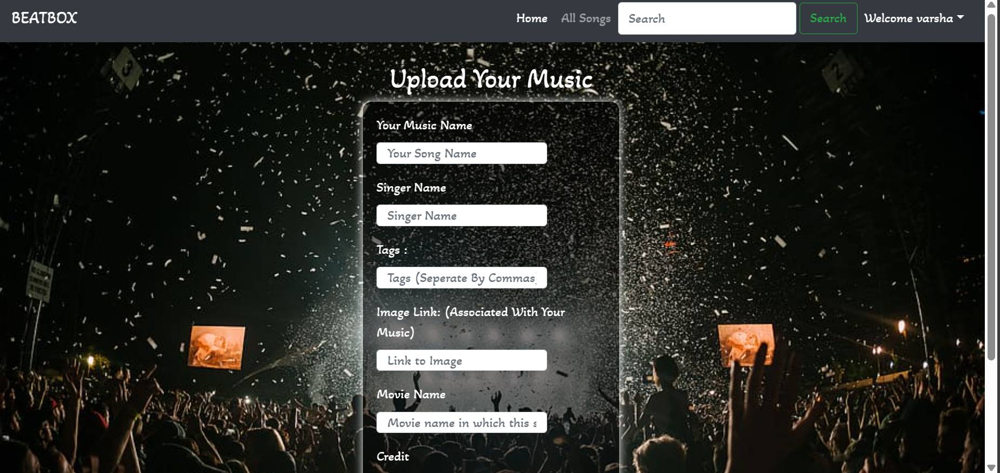 BEATBOX
Home All Songs Search Search Welcome varsha
3
2
Upload Your Music
Your Music Name
Your Song Name
Singer Name
Singer Name
Tags :
Tags (Seperate By Commas
Image Link: (Associated With Your
Music)
Link to Image
Movie Name
Movie name in which this s
Credit